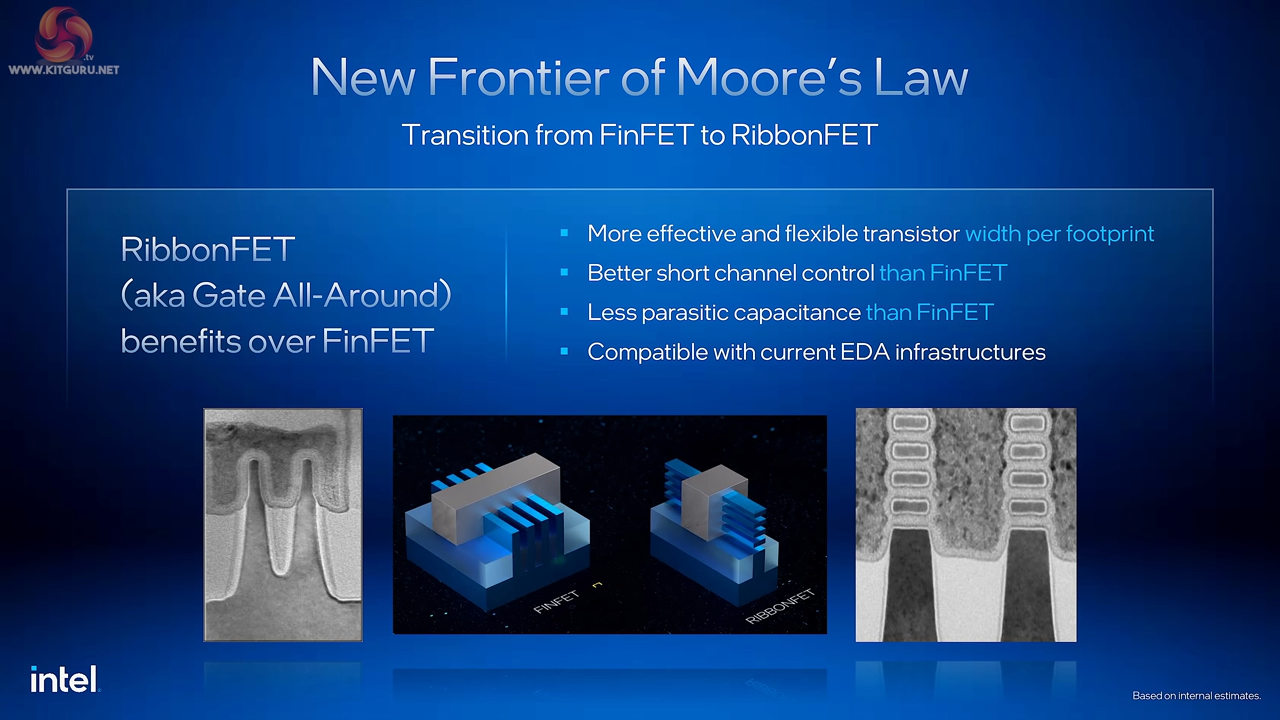 .tv
WWW.KITGURU.NET
New Frontier of Moore's Law
Transition from FinFET to RibbonFET
RibbonFET
(aka Gate All-Around)
benefits over FinFET
More effective and flexible transistor width per footprint
Better short channel control than FinFET
Less parasitic capacitance than FinFET
Compatible with current EDA infrastructures
FINFET
RIBBONFET
intel.
Based on internal estimates.